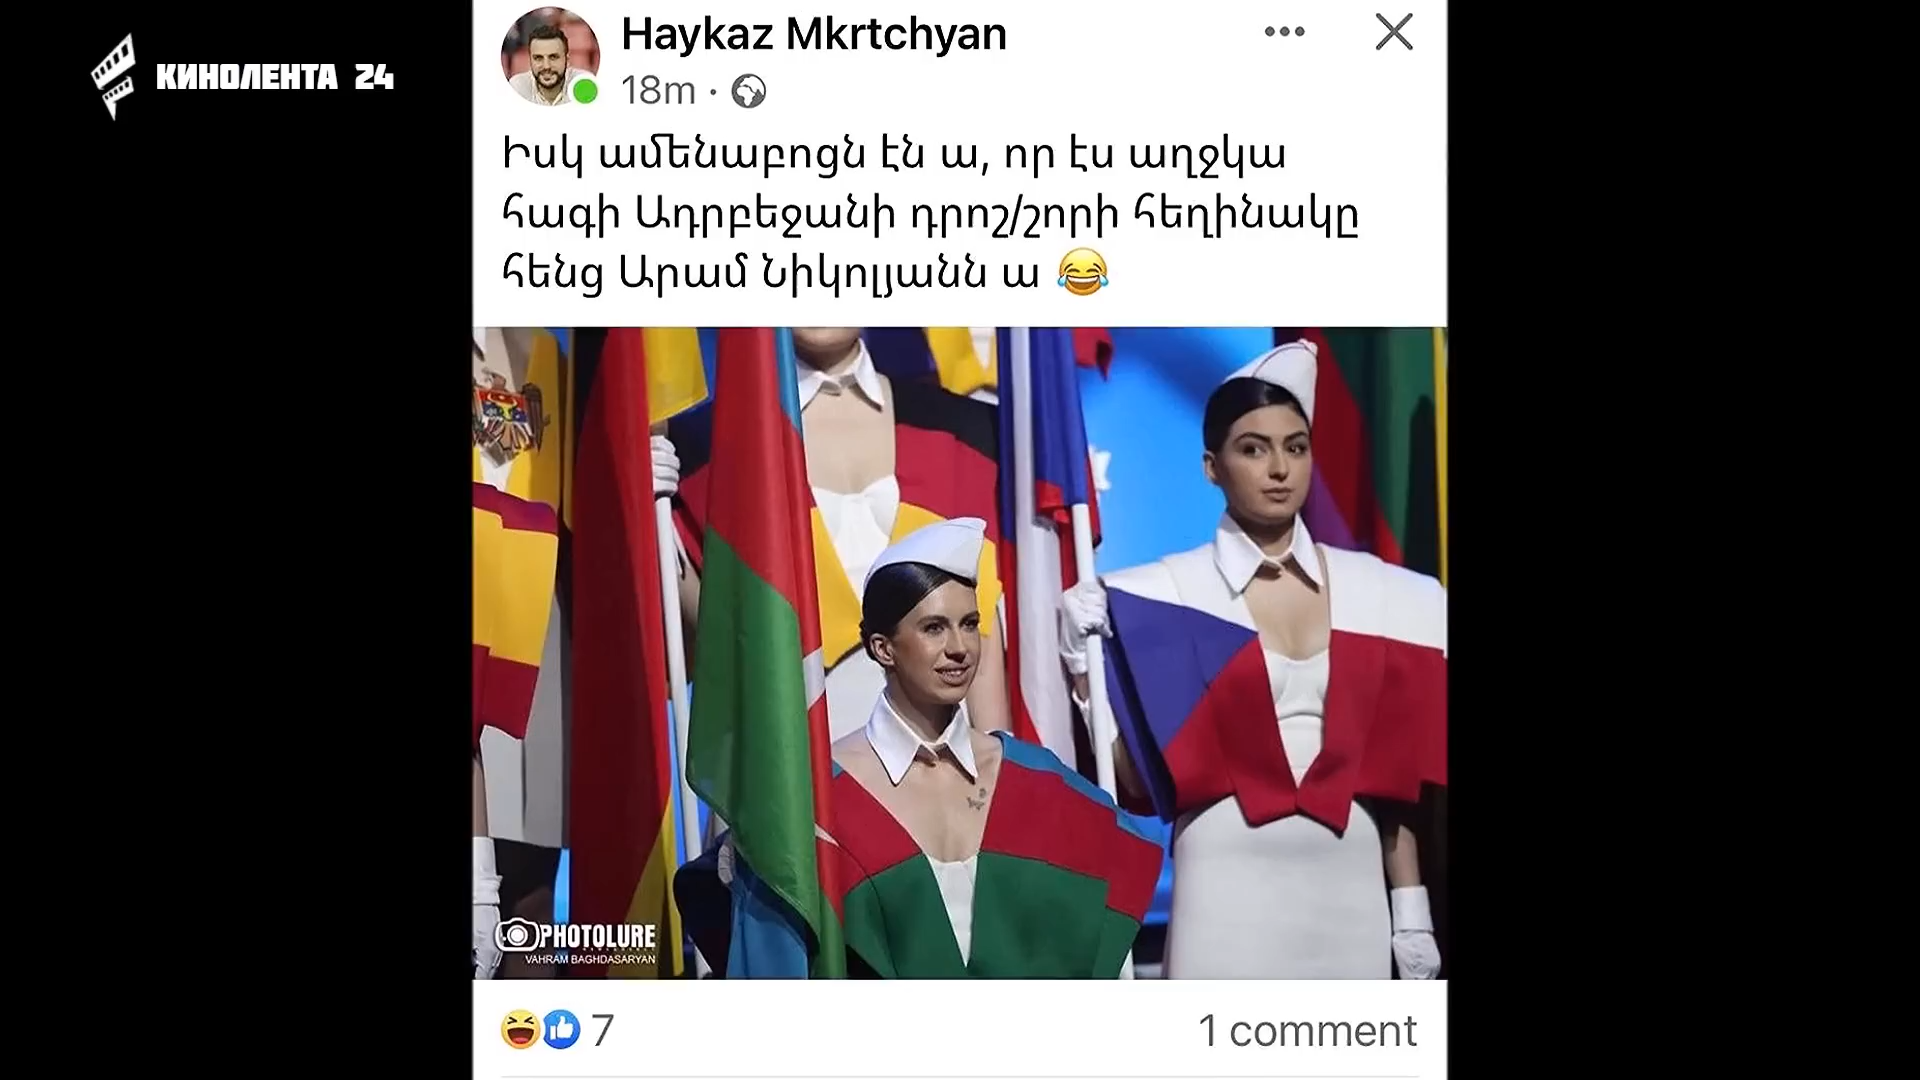 КИНОЛЕНТА 24
Haykaz Mkrtchyan
18m
Իսկ ամենաբոցն էն ա, որ էս աղջկա
հագի Ադրբեջանի դրոշ/շորի հեղինակը
հենց Արամ Նիկոլյանն ա 😂
PHOTOLURE
VAHRAM BAGHDASARYAN
7
1 comment